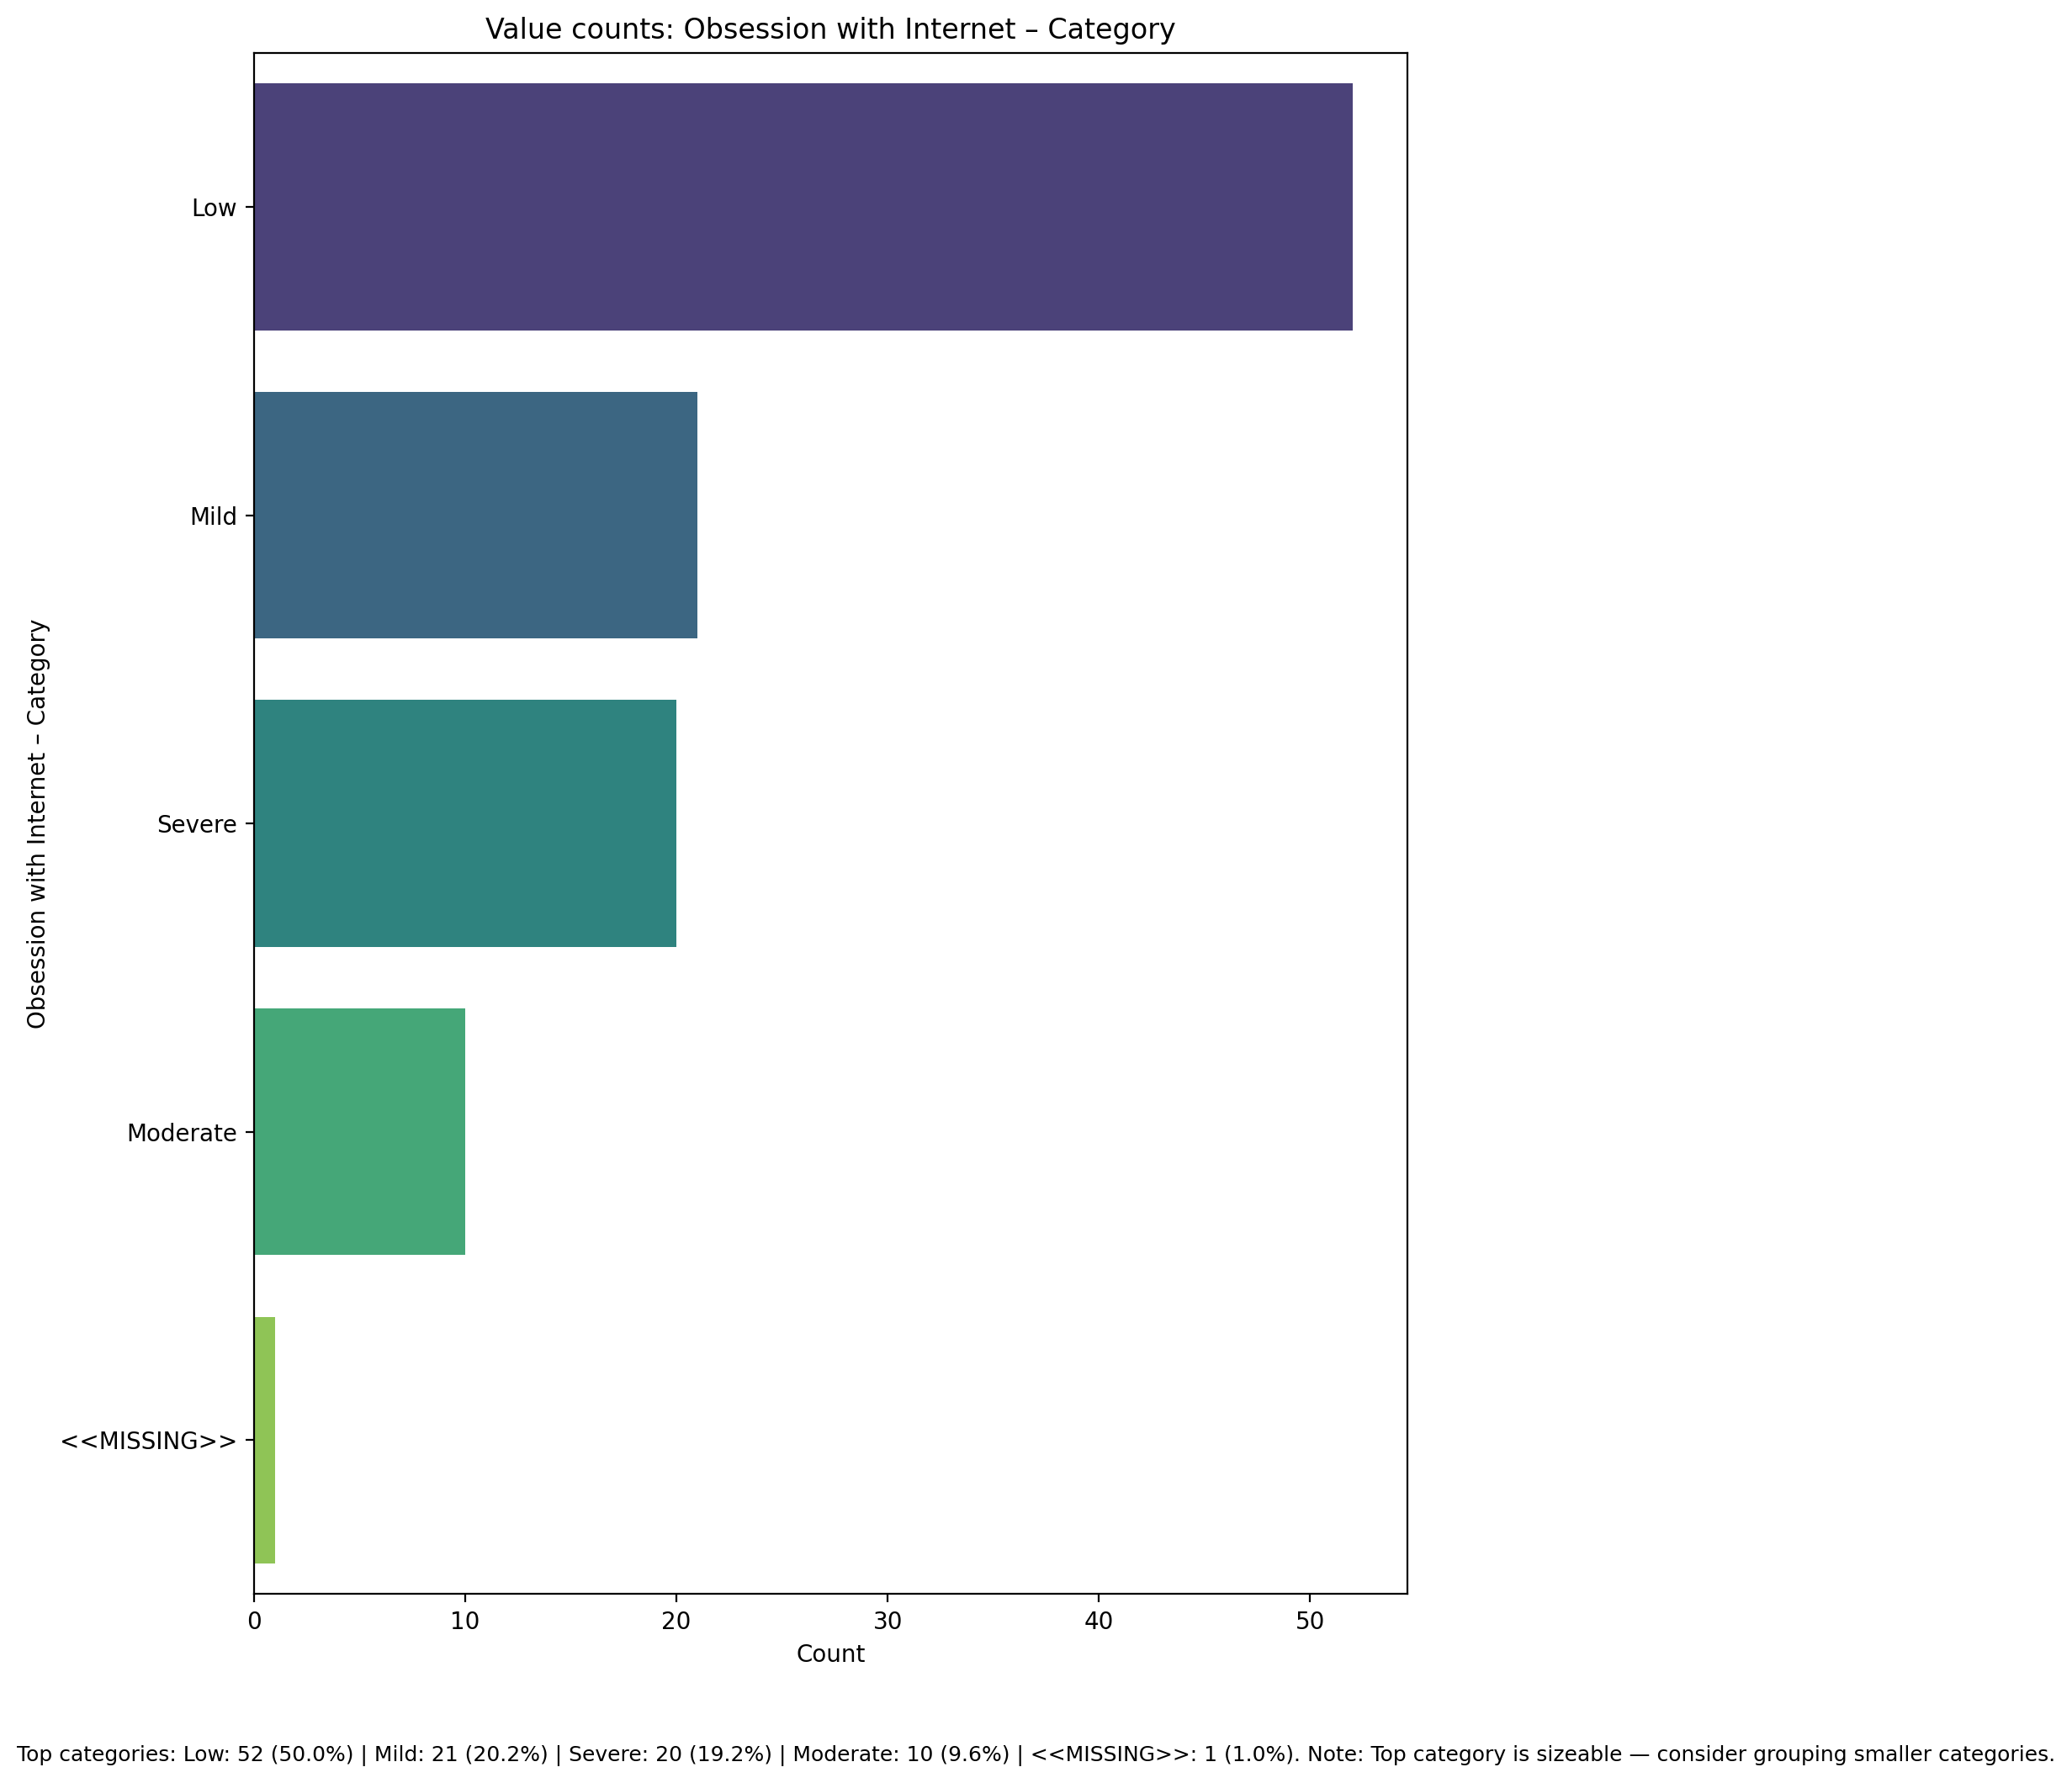 Value counts: Obsession with Internet – Category
Obsession with Internet – Category
Low
Mild
Severe
Moderate
<<MISSING>>
0 10 20 30 40 50
Count
Top categories: Low: 52 (50.0%) | Mild: 21 (20.2%) | Severe: 20 (19.2%) | Moderate: 10 (9.6%) | <<MISSING>>: 1 (1.0%). Note: Top category is sizeable — consider grouping smaller categories.